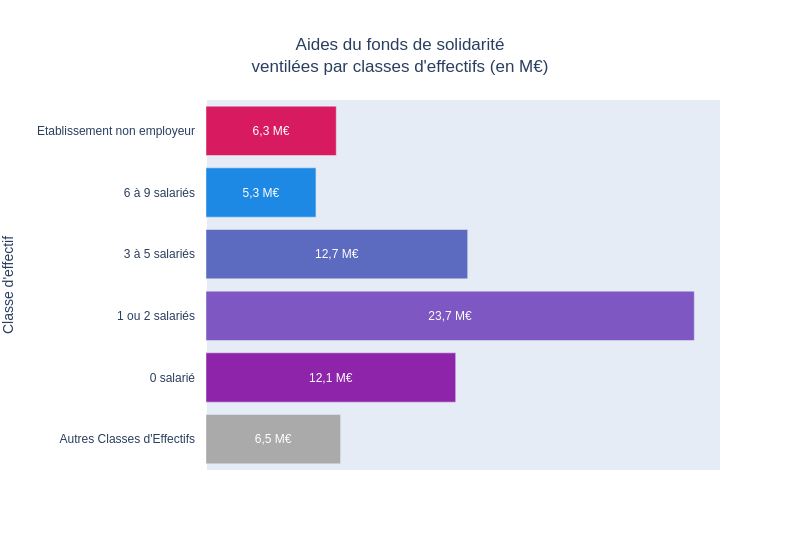 Aides du fonds de solidarité
ventilées par classes d'effectifs (en M€)
Classe d'effectif
Etablissement non employeur
6,3 M€
6 à 9 salariés
5,3 M€
3 à 5 salariés
12,7 M€
1 ou 2 salariés
23,7 M€
0 salarié
12,1 M€
Autres Classes d'Effectifs
6,5 M€